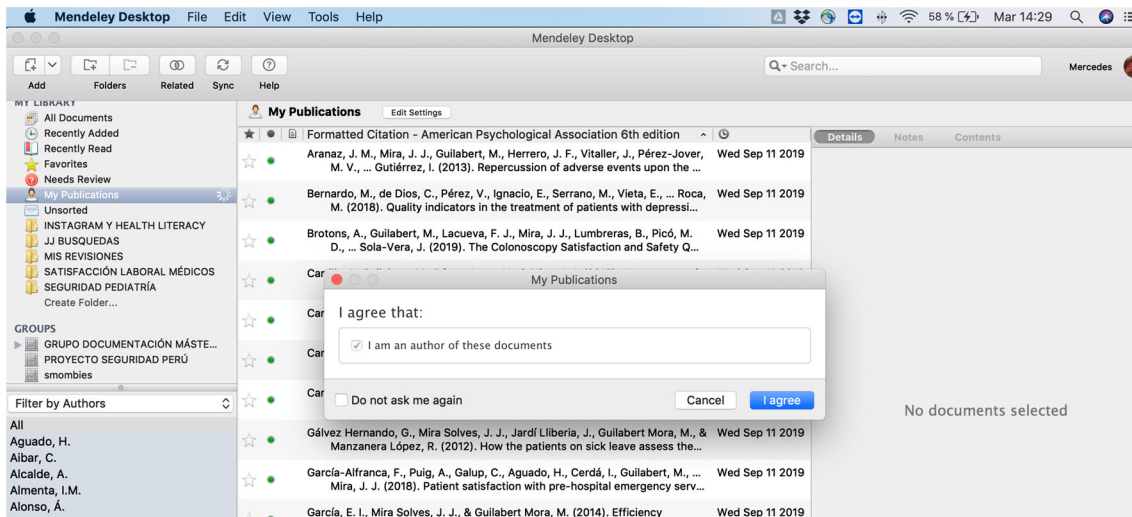 Mendeley Desktop File Edit View Tools Help 58 % Mar 14:29
Mendeley Desktop
Search...
Mercedes
Add Folders Related Sync Help
MY LIBRARY
All Documents
Recently Added
Recently Read
Favorites
Needs Review
My Publications
Unsorted
INSTAGRAM Y HEALTH LITERACY
JJ BUSQUEDAS
MIS REVISIONES
SATISFACCIÓN LABORAL MÉDICOS
SEGURIDAD PEDIATRÍA
Create Folder...
GROUPS
GRUPO DOCUMENTACIÓN MÁSTE...
PROYECTO SEGURIDAD PERÚ
smombies
Filter by Authors
All
Aguado, H.
Aibar, C.
Alcalde, A.
Almenta, I.M.
Alonso, Á.
My Publications Edit Settings
Formatted Citation - American Psychological Association 6th edition
Aranaz, J. M., Mira, J. J., Guilabert, M., Herrero, J. F., Vitaller, J., Pérez-Jover, Wed Sep 11 2019
M. V., ... Gutiérrez, I. (2013). Repercussion of adverse events upon the ...
Bernardo, M., de Dios, C., Pérez, V., Ignacio, E., Serrano, M., Vieta, E., ... Roca, Wed Sep 11 2019
M. (2018). Quality indicators in the treatment of patients with depressi...
Brotons, A., Guilabert, M., Lacueva, F. J., Mira, J. J., Lumbreras, B., Picó, M. Wed Sep 11 2019
D., ... Sola-Vera, J. (2019). The Colonoscopy Satisfaction and Safety Q...
Car
Car
Car
Car
My Publications
I agree that:
I am an author of these documents
Do not ask me again Cancel I agree
Gálvez Hernando, G., Mira Solves, J. J., Jardí Lliberia, J., Guilabert Mora, M., & Wed Sep 11 2019
Manzanera López, R. (2012). How the patients on sick leave assess the...
García-Alfranca, F., Puig, A., Galup, C., Aguado, H., Cerdá, I., Guilabert, M., ... Wed Sep 11 2019
Mira, J. J. (2018). Patient satisfaction with pre-hospital emergency serv...
García, E. I., Mira Solves, J. J., & Guilabert Mora, M. (2014). Efficiency Wed Sep 11 2019
Details Notes Contents
No documents selected